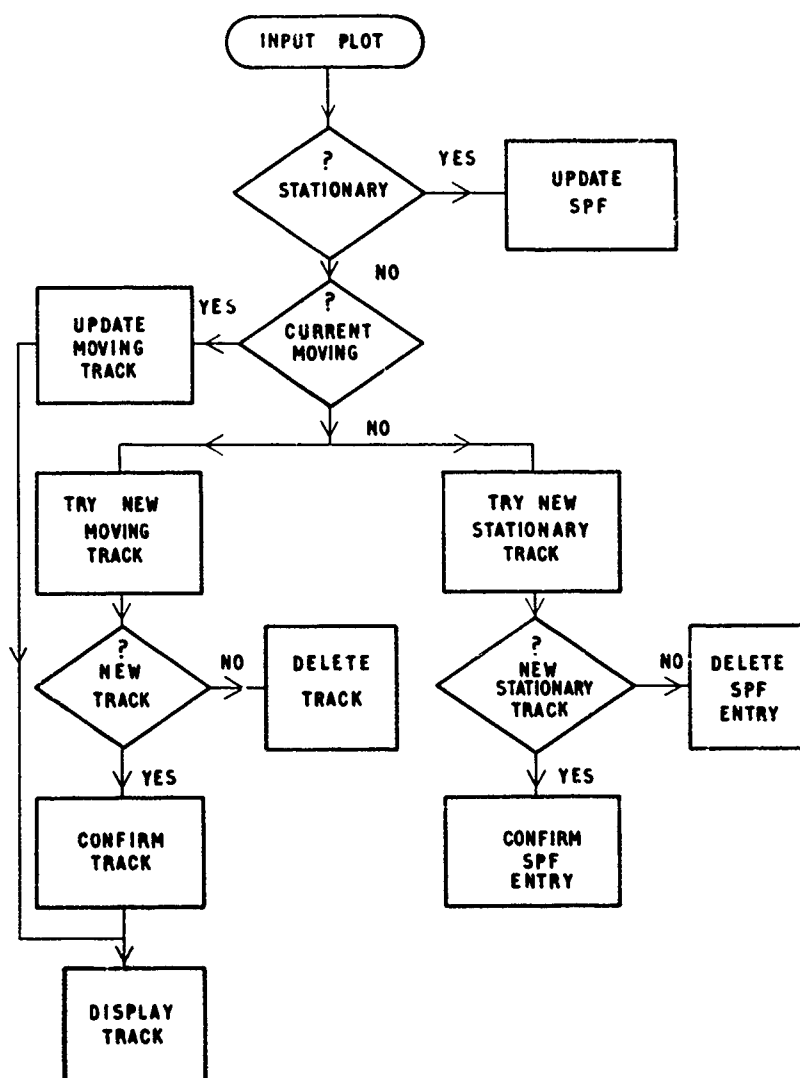 INPUT PLOT
?
STATIONARY
YES
UPDATE
SPF
NO
?
CURRENT
MOVING
YES
UPDATE
MOVING
TRACK
NO
TRY NEW
MOVING
TRACK
TRY NEW
STATIONARY
TRACK
?
NEW
TRACK
NO
DELETE
TRACK
?
NEW
STATIONARY
TRACK
NO
DELETE
SPF
ENTRY
YES
CONFIRM
TRACK
YES
CONFIRM
SPF
ENTRY
DISPLAY
TRACK